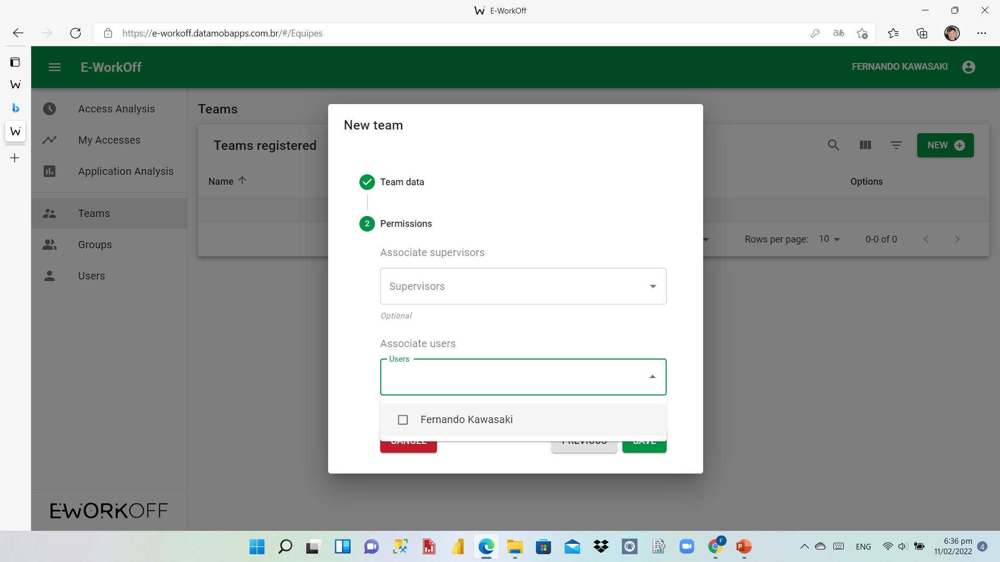 E-WorkOff
https://e-workoff.datamobapps.com.br/#/Equipes
E-WorkOff
FERNANDO KAWASAKI
Access Analysis
My Accesses
Application Analysis
Teams
Groups
Users
EWORKOFF
Teams
Teams registered
NEW
Name
Options
Rows per page:
10
0-0 of 0
New team
Team data
2
Permissions
Associate supervisors
Supervisors
Optional
Associate users
Users
Fernando Kawasaki
CANCEL
PREVIOUS
SAVE
F
P
ENG
6:36 pm
11/02/2022
4